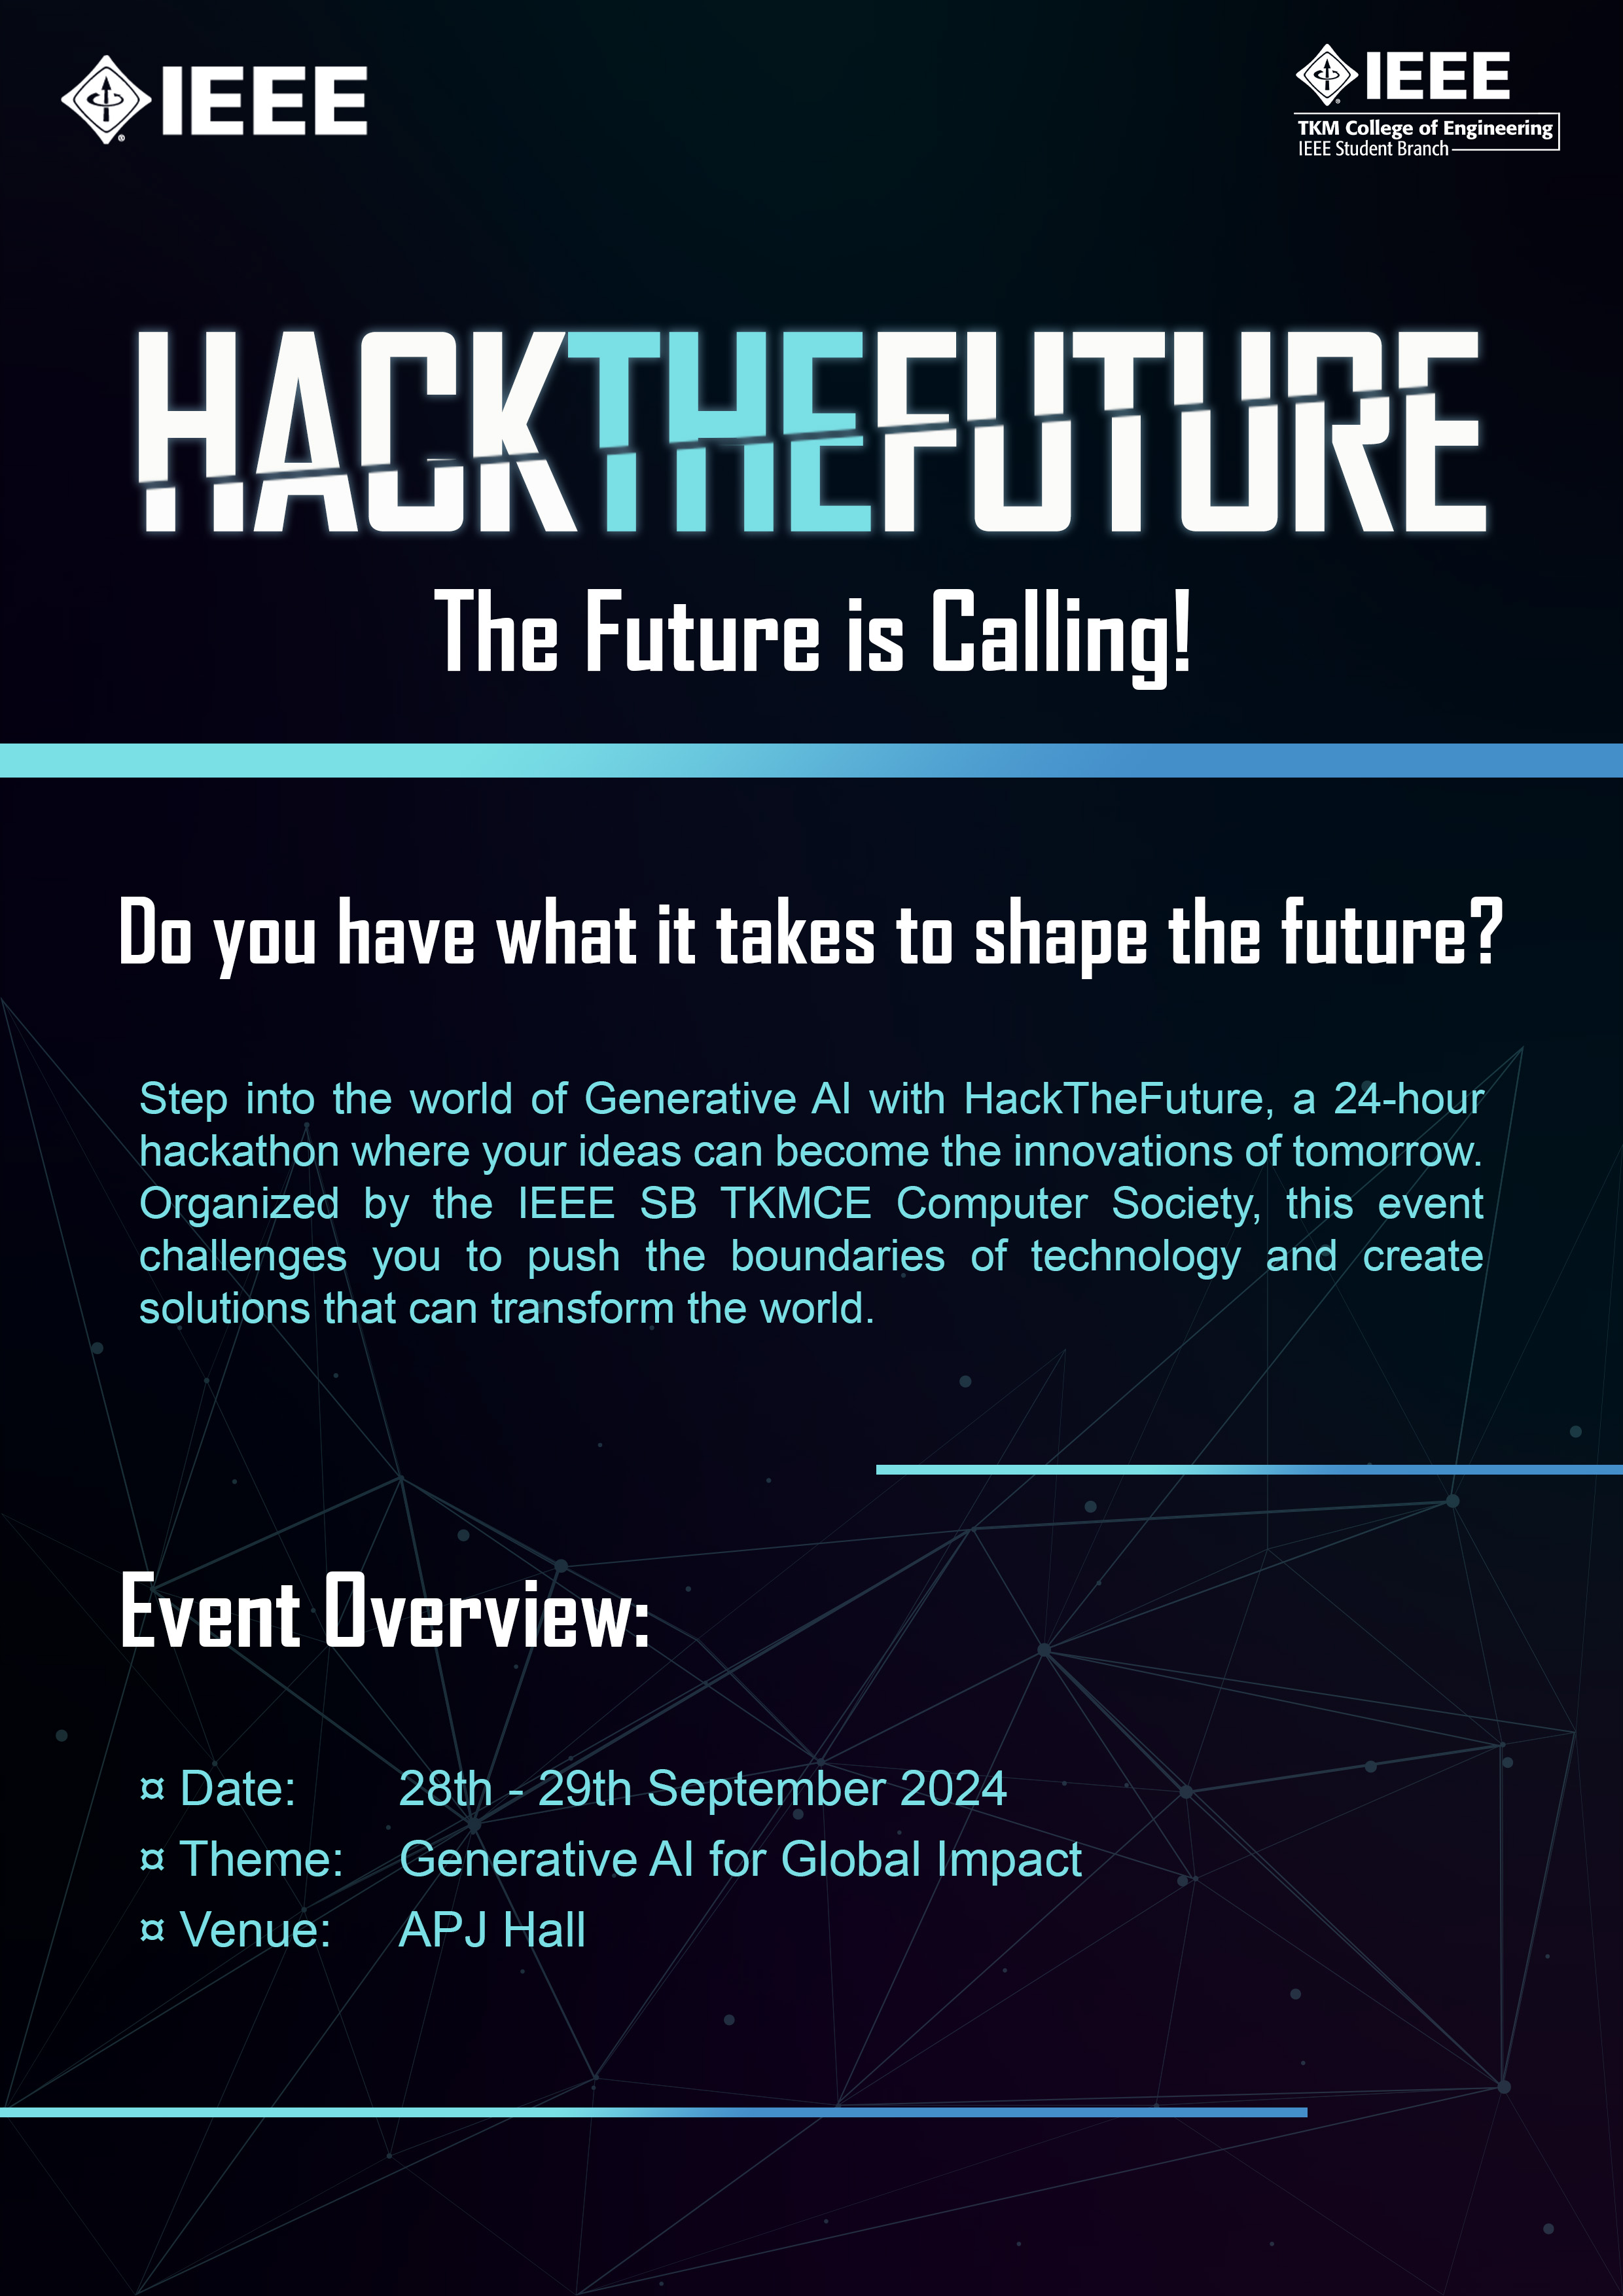 IEEE
IEEE
TKM College of Engineering
IEEE Student Branch
HACKTHEFUTURE
The Future is Calling!
Do you have what it takes to shape the future?
Step into the world of Generative AI with HackTheFuture, a 24-hour
hackathon where your ideas can become the innovations of tomorrow.
Organized by the IEEE SB TKMCE Computer Society, this event
challenges you to push the boundaries of technology and create
solutions that can transform the world.
Event Overview:
¤ Date: 28th - 29th September 2024
¤ Theme: Generative AI for Global Impact
¤ Venue: APJ Hall